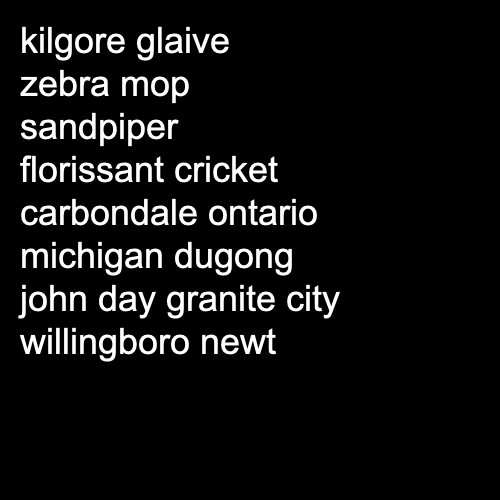 kilgore glaive
zebra mop
sandpiper
florissant cricket
carbondale ontario
michigan dugong
john day granite city
willingboro newt